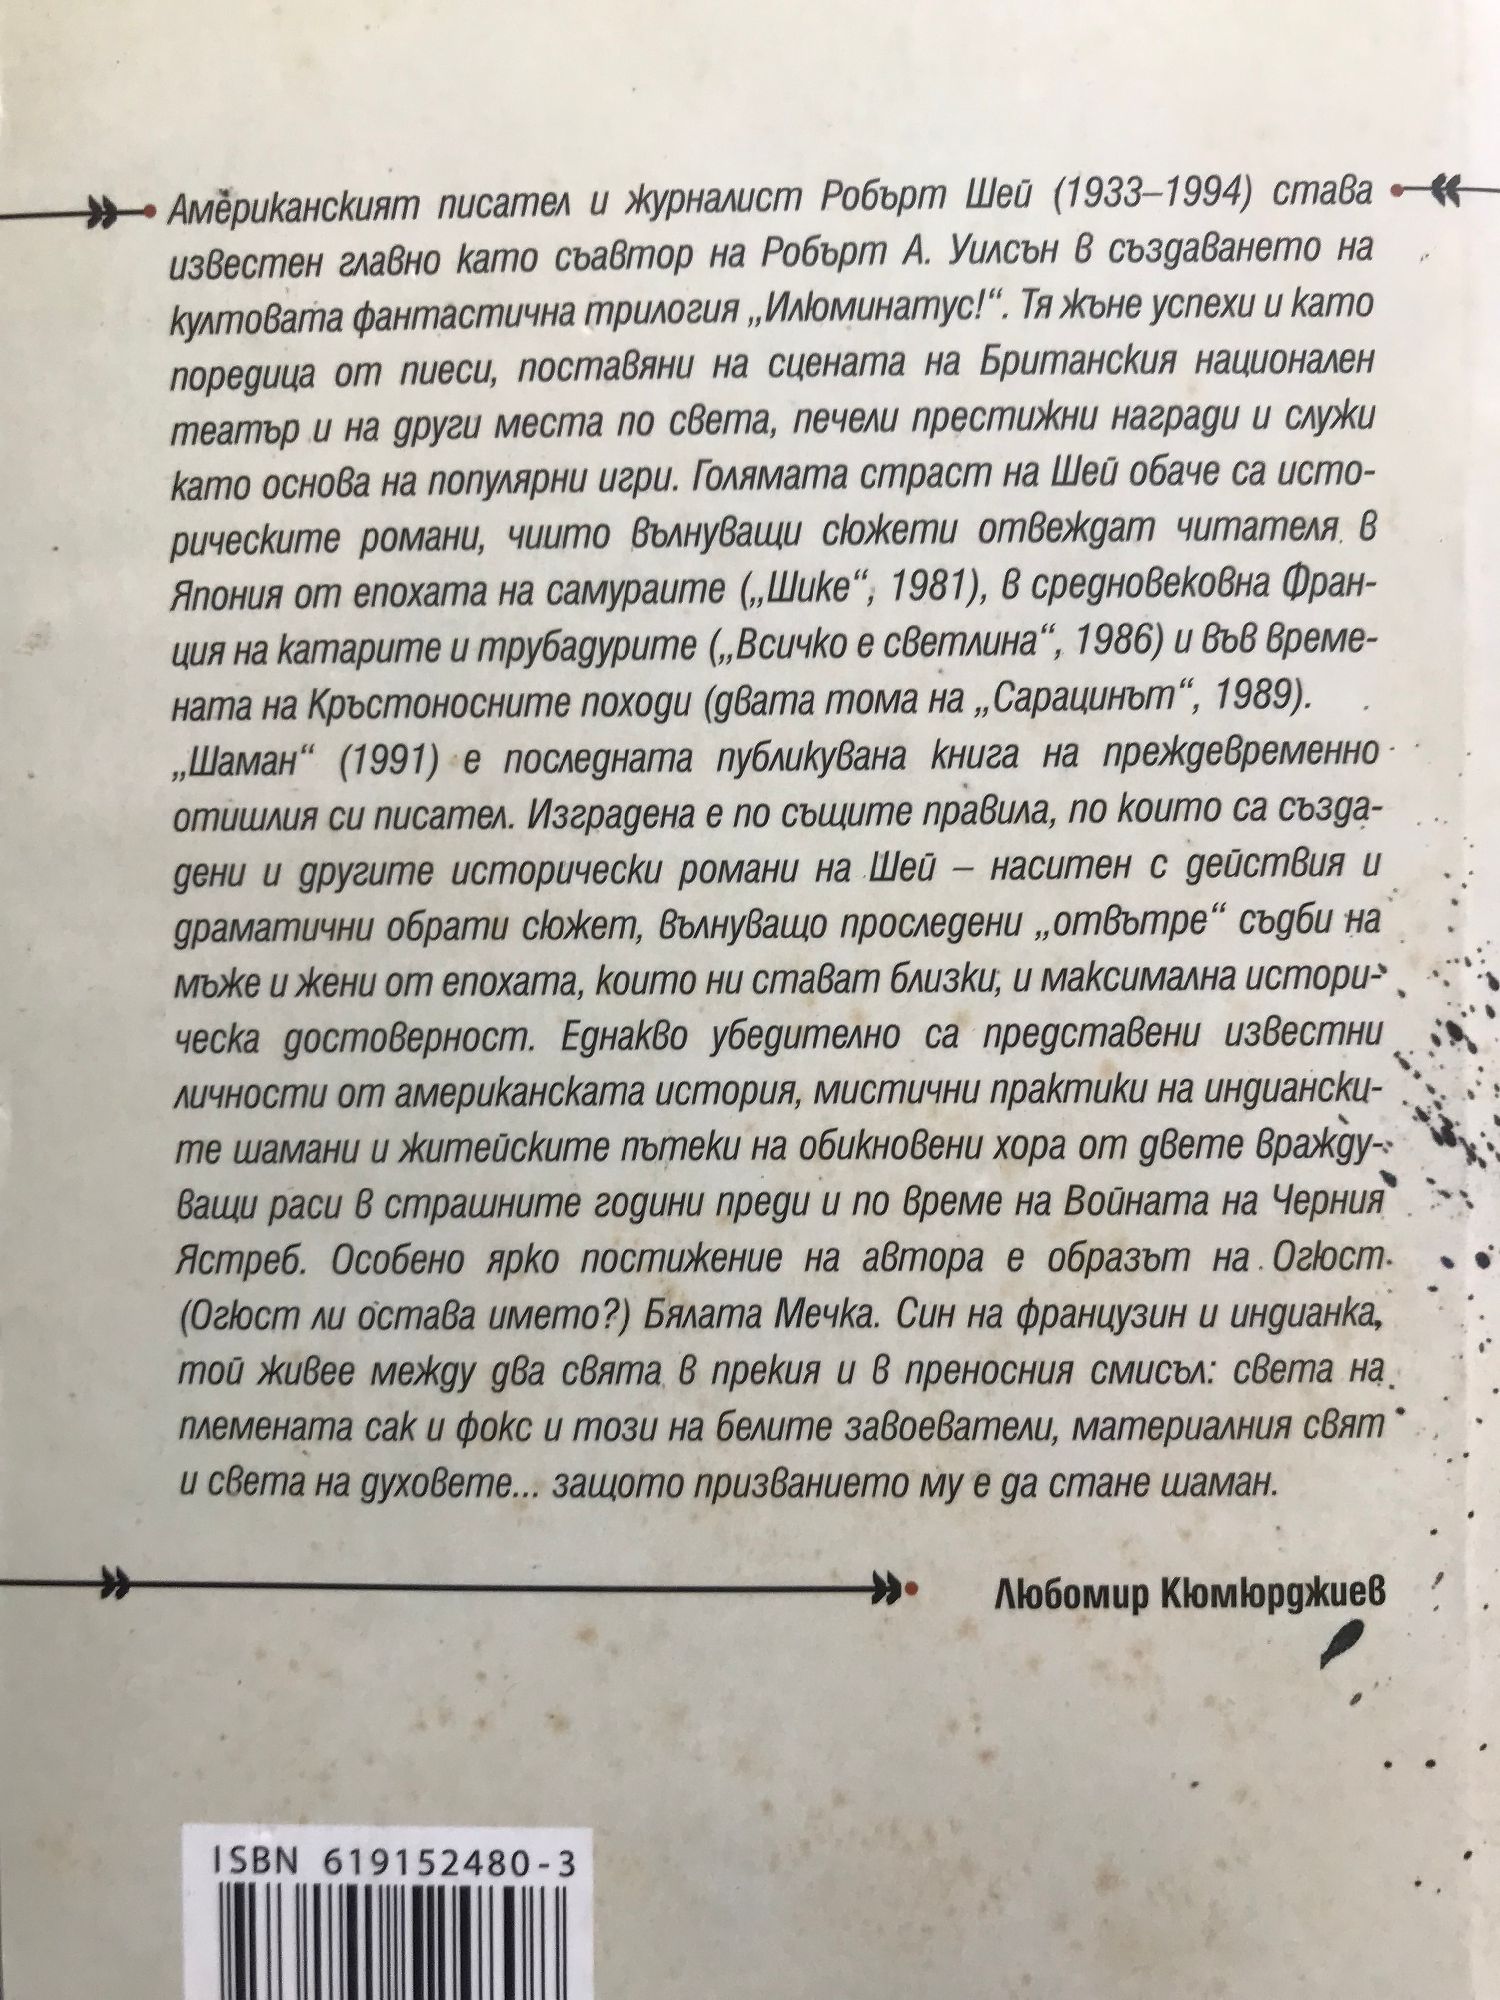 Американският писател и журналист Робърт Шей (1933–1994) става
известен главно като съавтор на Робърт А. Уилсън в създаването на
култовата фантастична трилогия „Илюминатус!“. Тя жъне успехи и като
поредица от пиеси, поставяни на сцената на Британския национален
театър и на други места по света, печели престижни награди и служи
като основа на популярни игри. Голямата страст на Шей обаче са исто-
рическите романи, чиито вълнуващи сюжети отвеждат читателя в
Япония от епохата на самураите („Шике“, 1981), в средновековна Фран-
ция на катарите и трубадурите („Всичко е светлина“, 1986) и във време-
ната на Кръстоносните походи (двата тома на „Сарацинът“, 1989).
„Шаман“ (1991) е последната публикувана книга на преждевременно
отишлия си писател. Изградена е по същите правила, по които са създа-
дени и другите исторически романи на Шей – наситен с действия и
драматични обрати сюжет, вълнуващо проследени „отвътре“ съдби на
мъже и жени от епохата, които ни стават близки, и максимална истори-
ческа достоверност. Еднакво убедително са представени известни
личности от американската история, мистични практики на индиански-
те шамани и житейските пътеки на обикновени хора от двете вражду-
ващи раси в страшните години преди и по време на Войната на Черния
Ястреб. Особено ярко постижение на автора е образът на Огюст
(Огюст ли остава името?) Бялата Мечка. Син на французин и индианка,
той живее между два свята в прекия и в преносния смисъл: света на
племената сак и фокс и този на белите завоеватели, материалния свят
и света на духовете... защото призванието му е да стане шаман.
Любомир Кюмюрджиев
ISBN 619152480-3